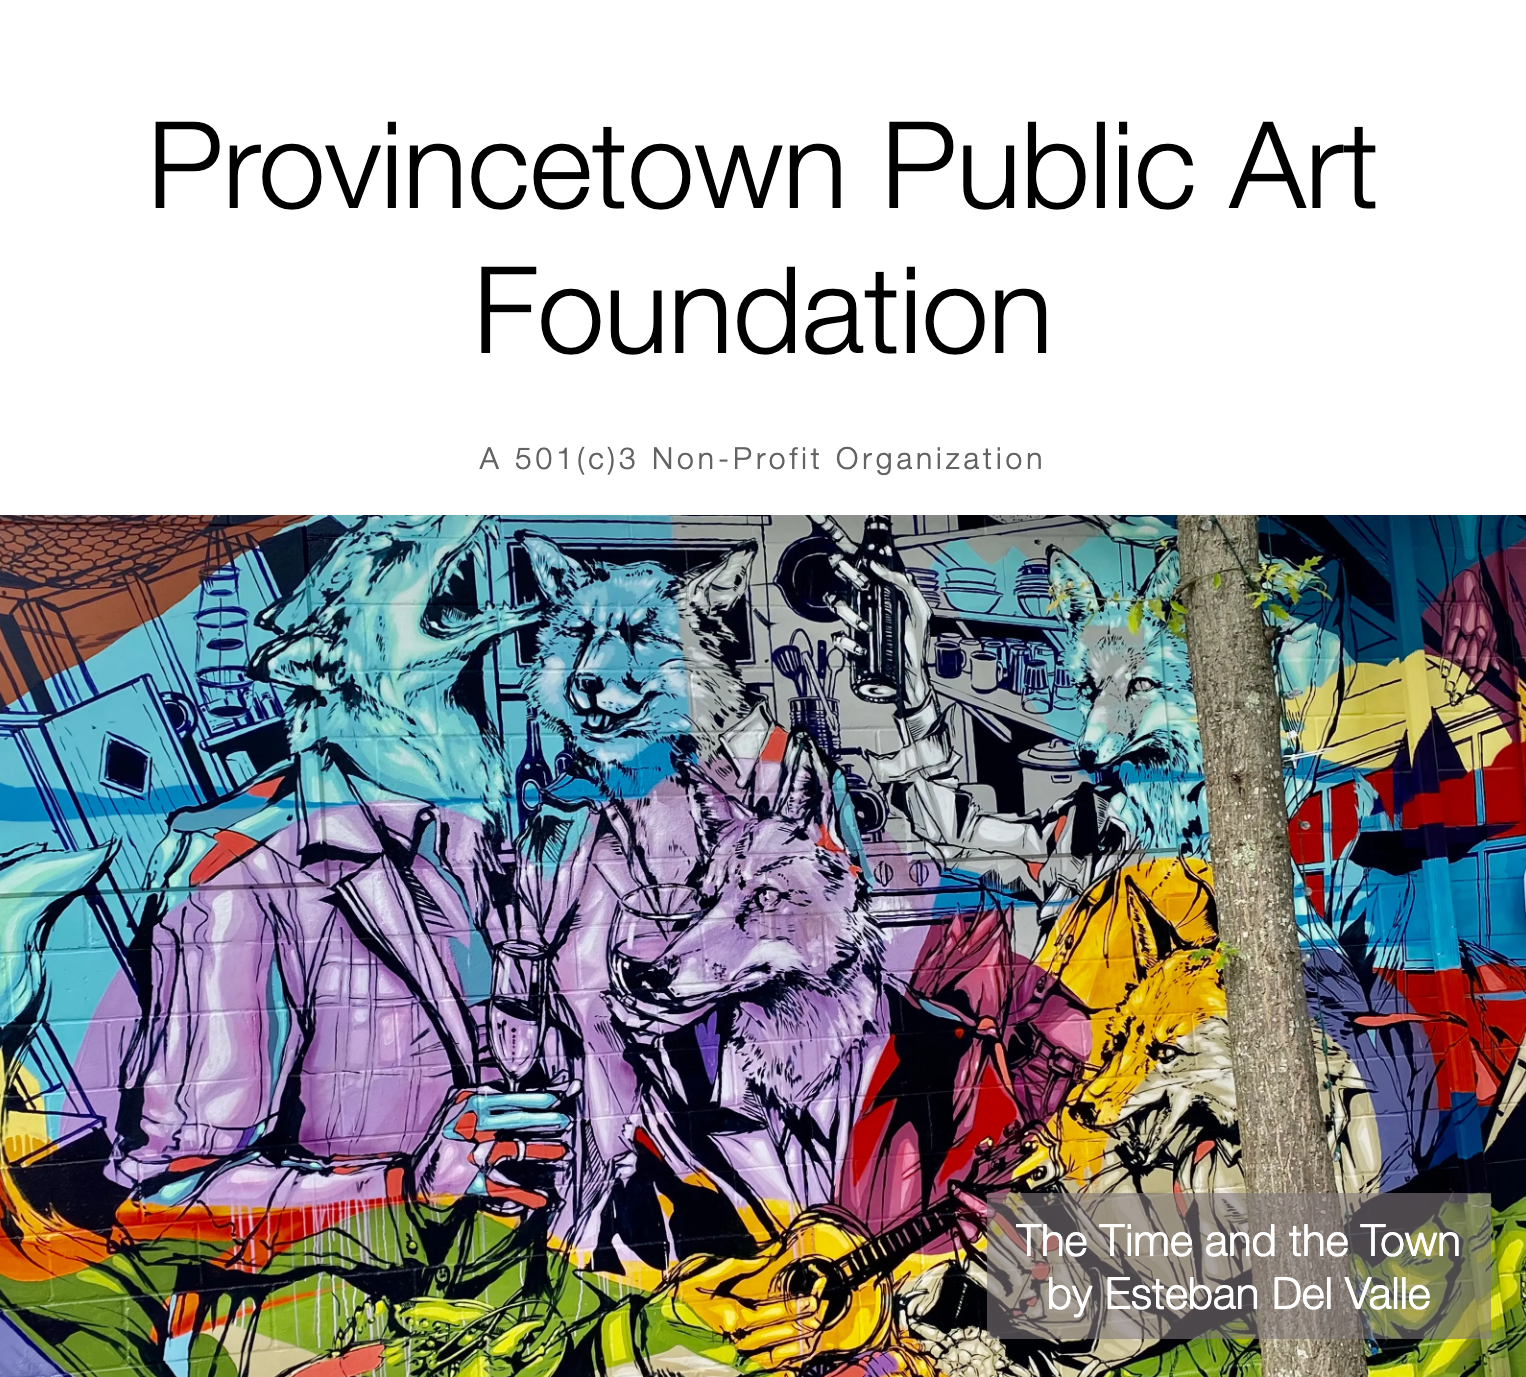 Provincetown Public Art
Foundation
A 501(c)3 Non-Profit Organization
The Time and the Town
by Esteban Del Valle